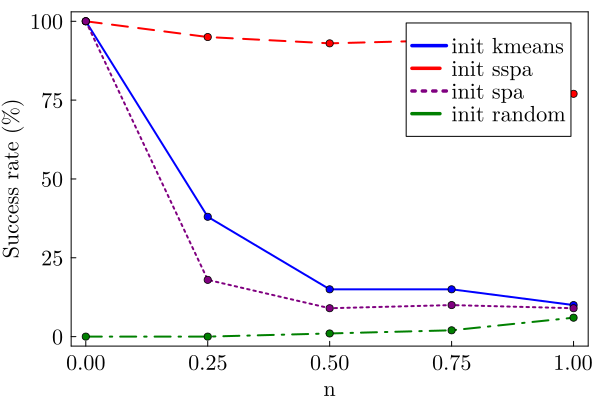 100
75
50
25
0
Success rate (%)
init kmeans
init sspa
init spa
init random
0.00 0.25 0.50 0.75 1.00
n